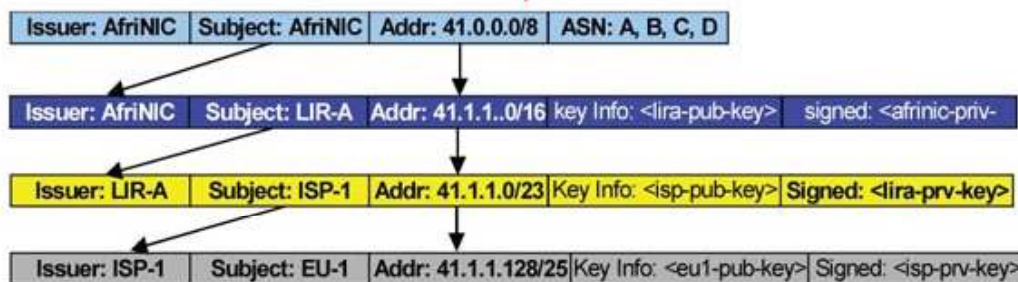 Issuer: AfriNIC Subject: AfriNIC Addr: 41.0.0.0/8 ASN: A, B, C, D
Issuer: AfriNIC Subject: LIR-A Addr: 41.1.1..0/16 key Info: <lira-pub-key> signed: <afrinic-priv-
Issuer: LIR-A Subject: ISP-1 Addr: 41.1.1.0/23 Key Info: <isp-pub-key> Signed: <lira-prv-key>
Issuer: ISP-1 Subject: EU-1 Addr: 41.1.1.128/25 Key Info: <eu1-pub-key> Signed: <isp-prv-key>